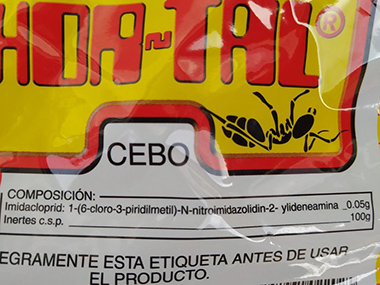 HOR~TAL®
CEBO
COMPOSICIÓN:
Imidacloprid: 1-(6-cloro-3-piridilmetil)-N-nitroimidazolidin-2- ylideneamina _0.05g
Inertes c.s.p. 100g
EGRAMENTE ESTA ETIQUETA ANTES DE USAR
EL PRODUCTO.